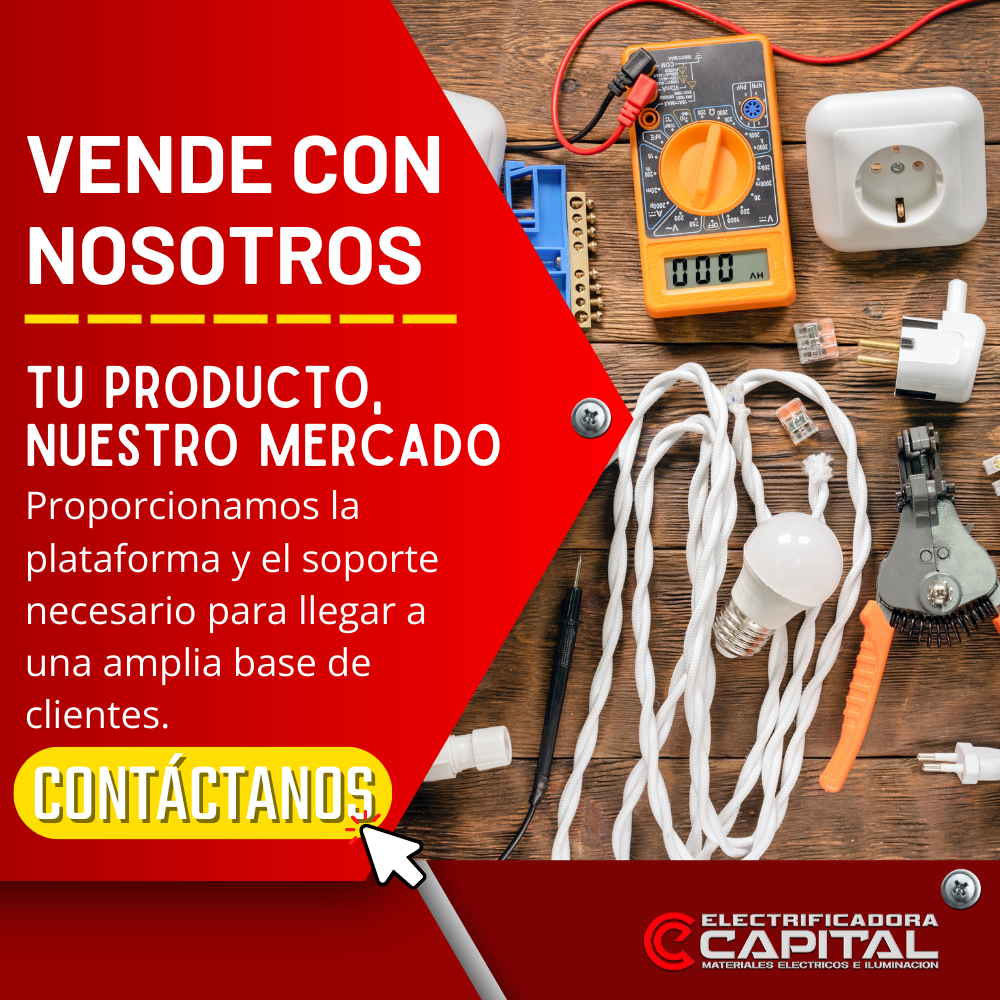 VENDE CON
NOSOTROS
TU PRODUCTO,
NUESTRO MERCADO
Proporcionamos la
plataforma y el soporte
necesario para llegar a
una amplia base de
clientes.
CONTÁCTANOS
000
ELECTRIFICADORA
CAPITAL
MATERIALES ELECTRICOS E ILUMINACION